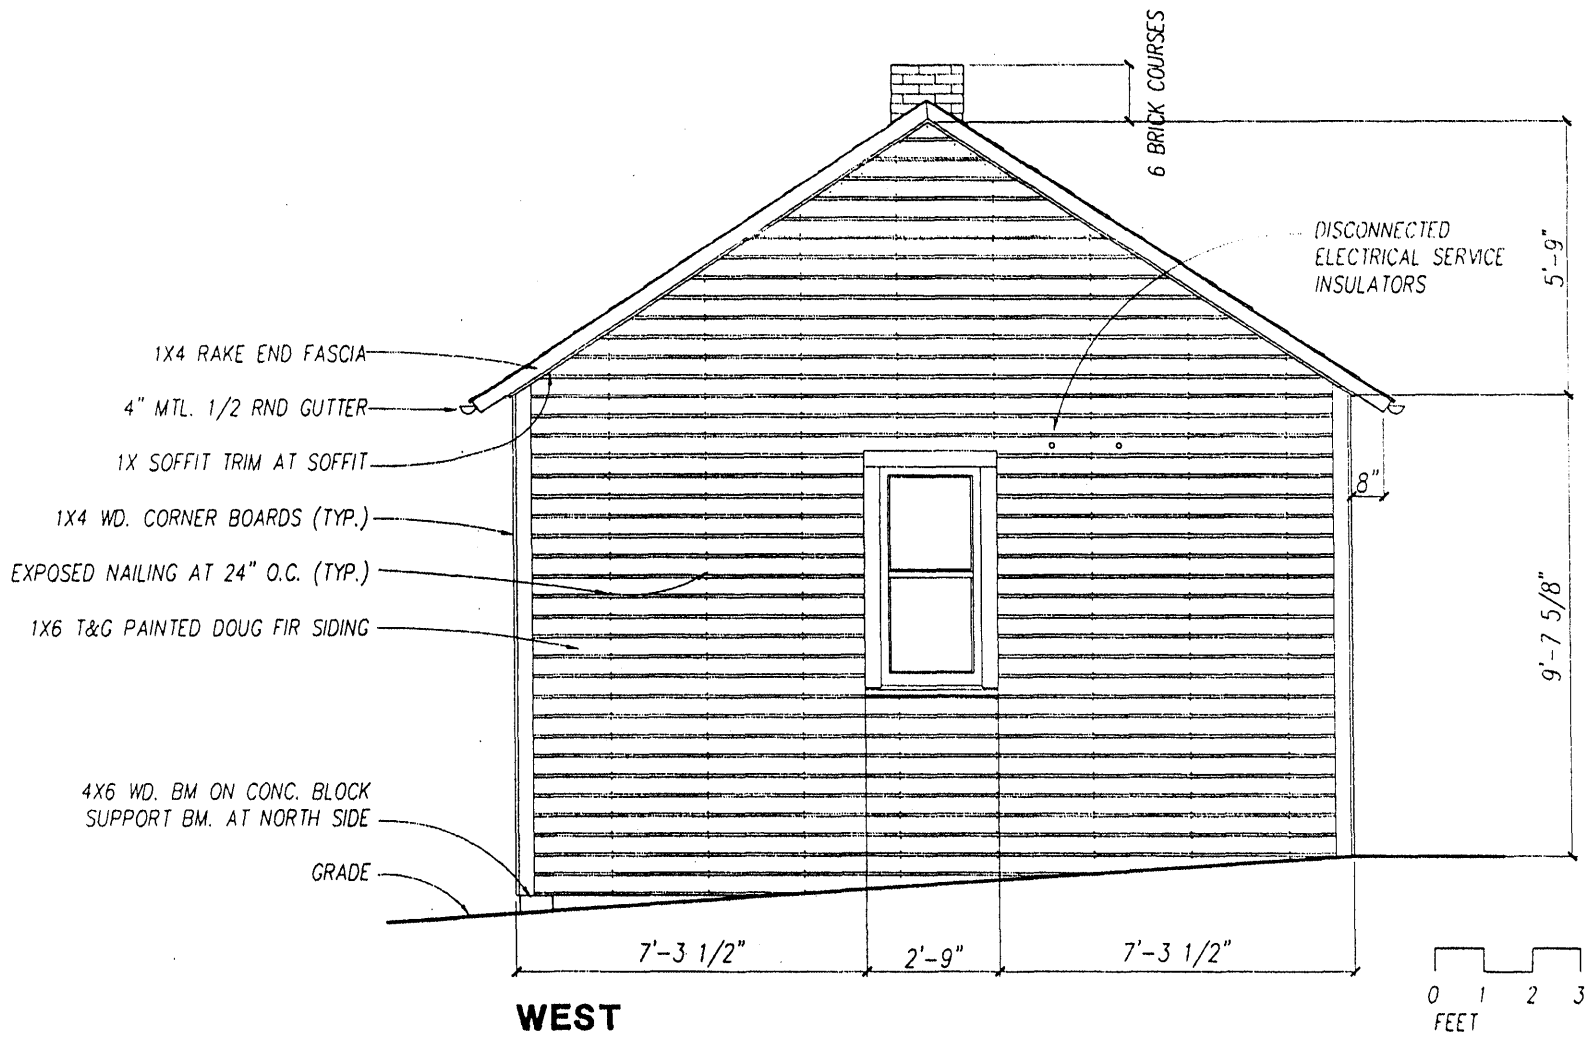 6 BRICK COURSES
DISCONNECTED
ELECTRICAL SERVICE
INSULATORS
5'-9"
1X4 RAKE END FASCIA
4" MTL. 1/2 RND GUTTER
1X SOFFIT TRIM AT SOFFIT
8"
1X4 WD. CORNER BOARDS (TYP.)
EXPOSED NAILING AT 24" O.C. (TYP.)
9'-7 5/8"
1X6 T&G PAINTED DOUG FIR SIDING
4X6 WD. BM ON CONC. BLOCK
SUPPORT BM. AT NORTH SIDE
GRADE
7'-3 1/2"
2'-9"
7'-3 1/2"
WEST
0 1 2 3
FEET